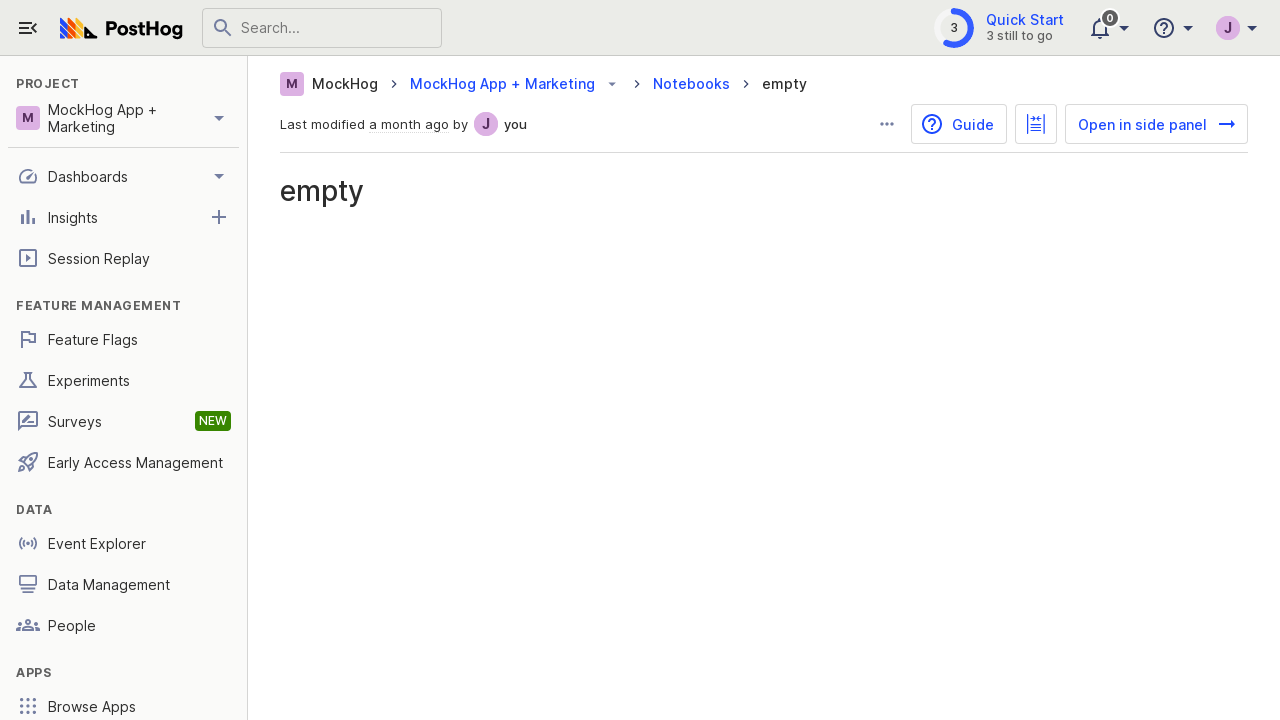 PostHog
Search...
3
Quick Start
3 still to go
0
J
PROJECT
M
MockHog App +
Marketing
Dashboards
Insights
Session Replay
FEATURE MANAGEMENT
Feature Flags
Experiments
Surveys
NEW
Early Access Management
DATA
Event Explorer
Data Management
People
APPS
Browse Apps
M MockHog > MockHog App + Marketing > Notebooks > empty
Last modified a month ago by J you
Guide
Open in side panel
empty